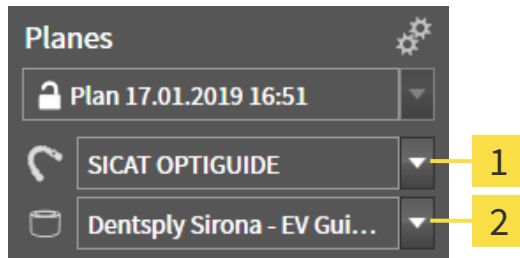 Planes
Plan 17.01.2019 16:51
SICAT OPTIGUIDE 1
Dentsply Sirona - EV Gui... 2